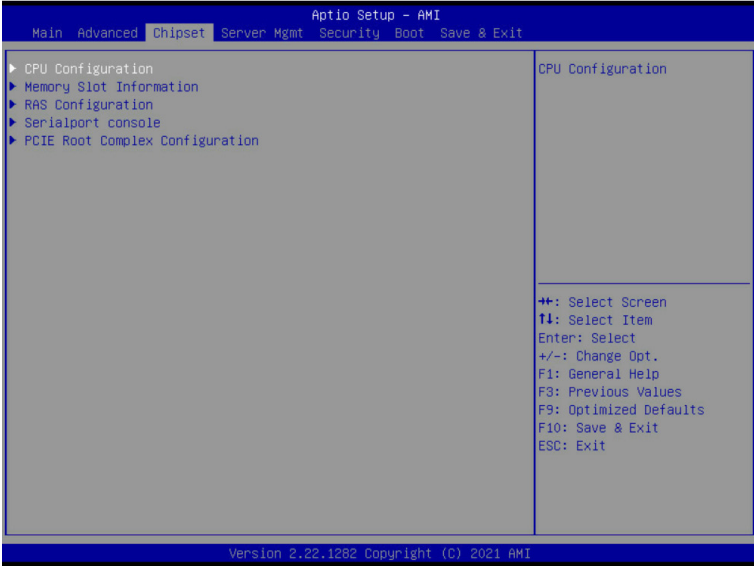 Aptio Setup - AMI
Main Advanced Chipset Server Mgmt Security Boot Save & Exit
CPU Configuration
Memory Slot Information
RAS Configuration
Serialport console
PCIE Root Complex Configuration
CPU Configuration
→←: Select Screen
↑↓: Select Item
Enter: Select
+/-: Change Opt.
F1: General Help
F3: Previous Values
F9: Optimized Defaults
F10: Save & Exit
ESC: Exit
Version 2.22.1282 Copyright (C) 2021 AMI